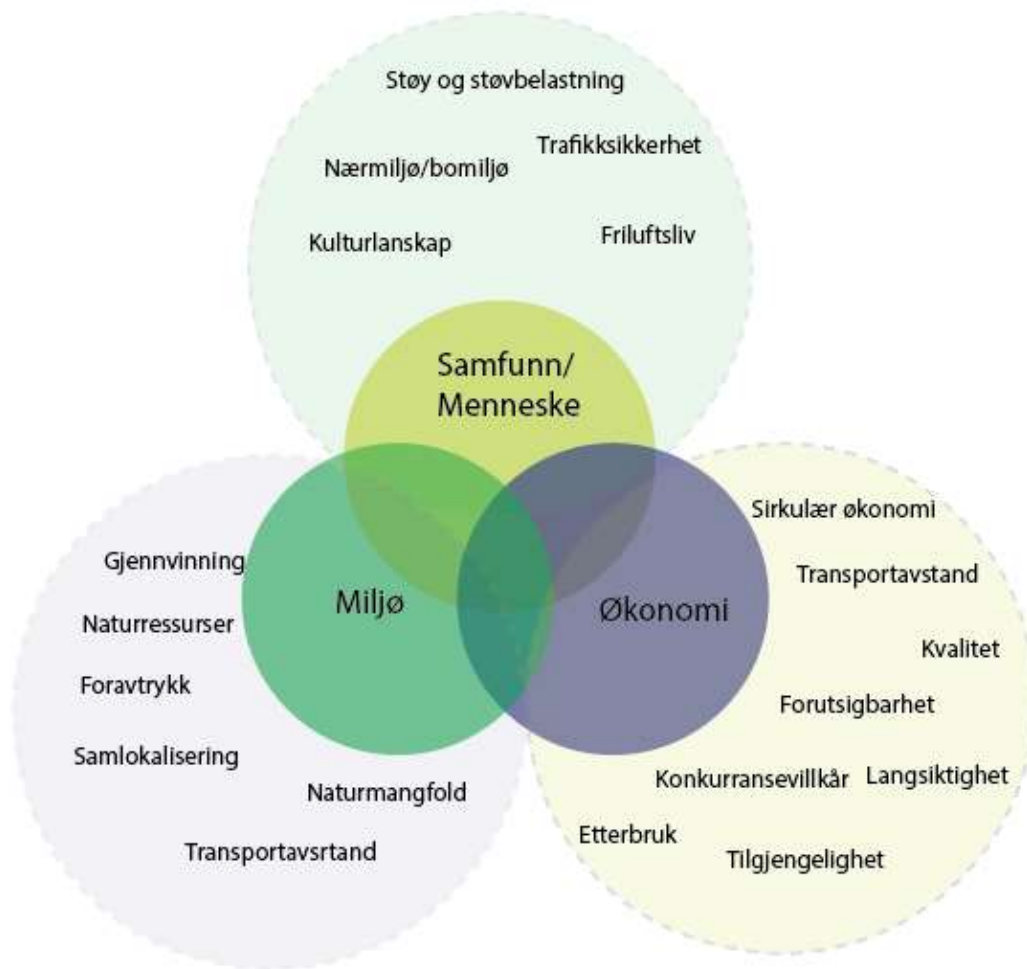 Støy og støvbelastning
Trafikksikkerhet
Nærmiljø/bomiljø
Kulturlanskap
Friluftsliv
Samfunn/
Menneske
Miljø
Økonomi
Gjennvinning
Naturressurser
Foravtrykk
Samlokalisering
Naturmangfold
Transportavsrtand
Sirkulær økonomi
Transportavstand
Kvalitet
Forutsigbarhet
Konkurransevillkår
Langsiktighet
Etterbruk
Tilgjengelighet